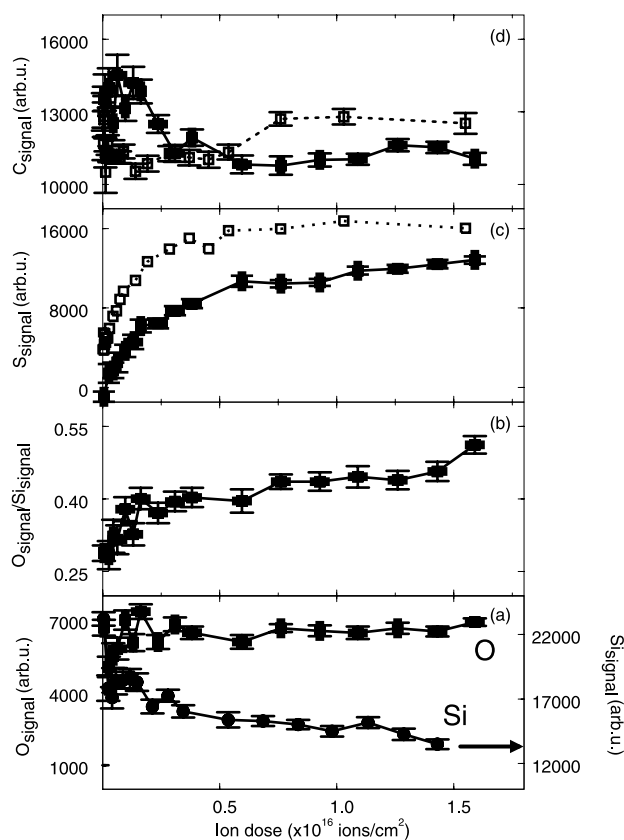 (d)
16000
13000
10000
C_signal (arb.u.)
(c)
16000
8000
0
S_signal (arb.u.)
(b)
0.55
0.40
0.25
O_signal/Si_signal
(a)
7000
4000
1000
O_signal (arb.u.)
22000
17000
12000
Si_signal (arb.u.)
O
Si
0.5 1.0 1.5
Ion dose (x10^16 ions/cm^2)